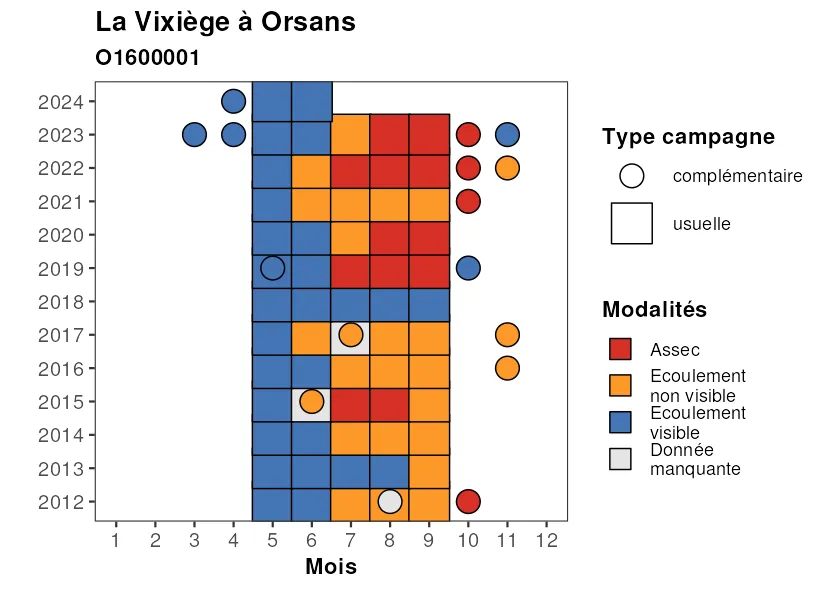 La Vixiège à Orsans
O1600001
2024
2023
2022
2021
2020
2019
2018
2017
2016
2015
2014
2013
2012
1 2 3 4 5 6 7 8 9 10 11 12
Mois
Type campagne
complémentaire
usuelle
Modalités
Assec
Ecoulement
non visible
Ecoulement
visible
Donnée
manquante